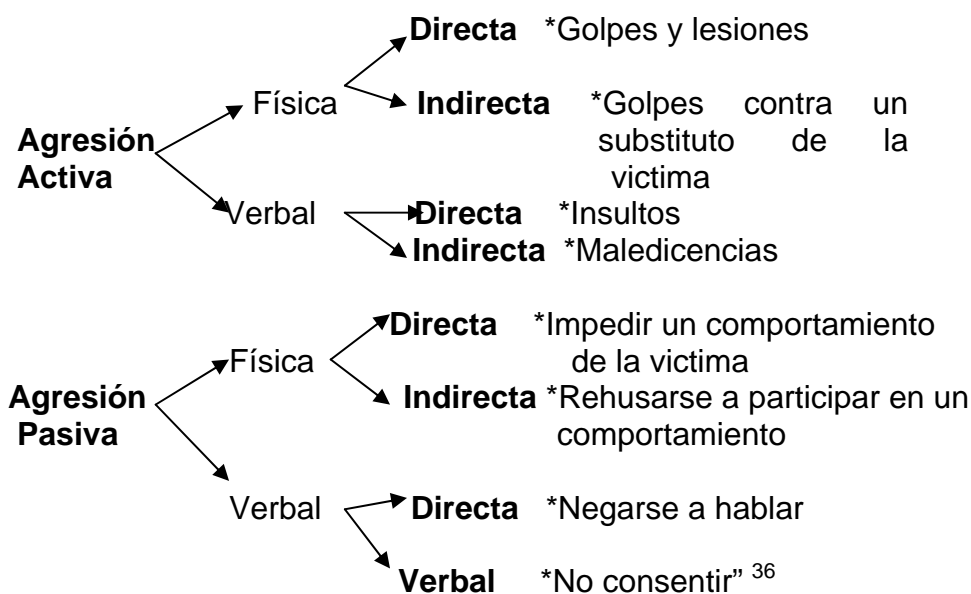 Directa *Golpes y lesiones
Física
Indirecta *Golpes contra un
substituto de la
victima
Agresión
Activa
Verbal
Directa *Insultos
Indirecta *Maledicencias
Directa *Impedir un comportamiento
de la victima
Física
Indirecta *Rehusarse a participar en un
comportamiento
Agresión
Pasiva
Verbal
Directa *Negarse a hablar
Verbal *No consentir” 36